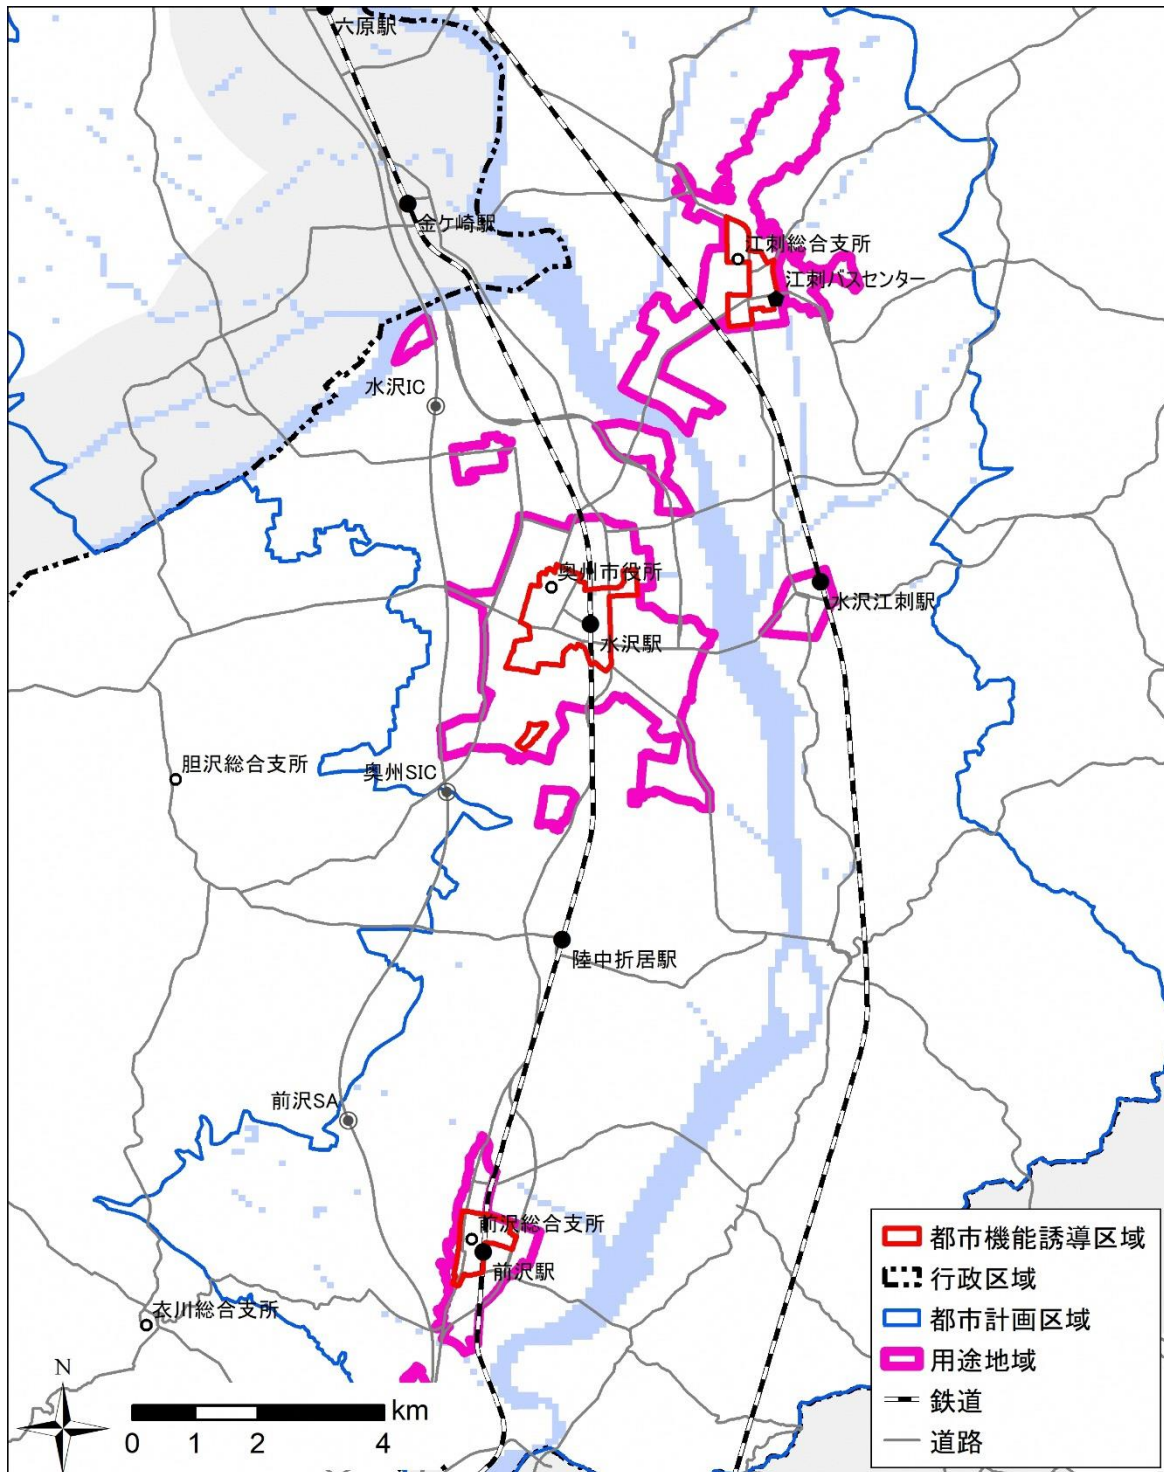 六原駅
金ケ崎駅
江刺総合支所
江刺バスセンター
水沢IC
奥州市役所
水沢江刺駅
水沢駅
胆沢総合支所
奥州SIC
陸中折居駅
前沢SA
前沢総合支所
前沢駅
衣川総合支所
都市機能誘導区域
行政区域
都市計画区域
用途地域
鉄道
道路
N
km
0 1 2 4